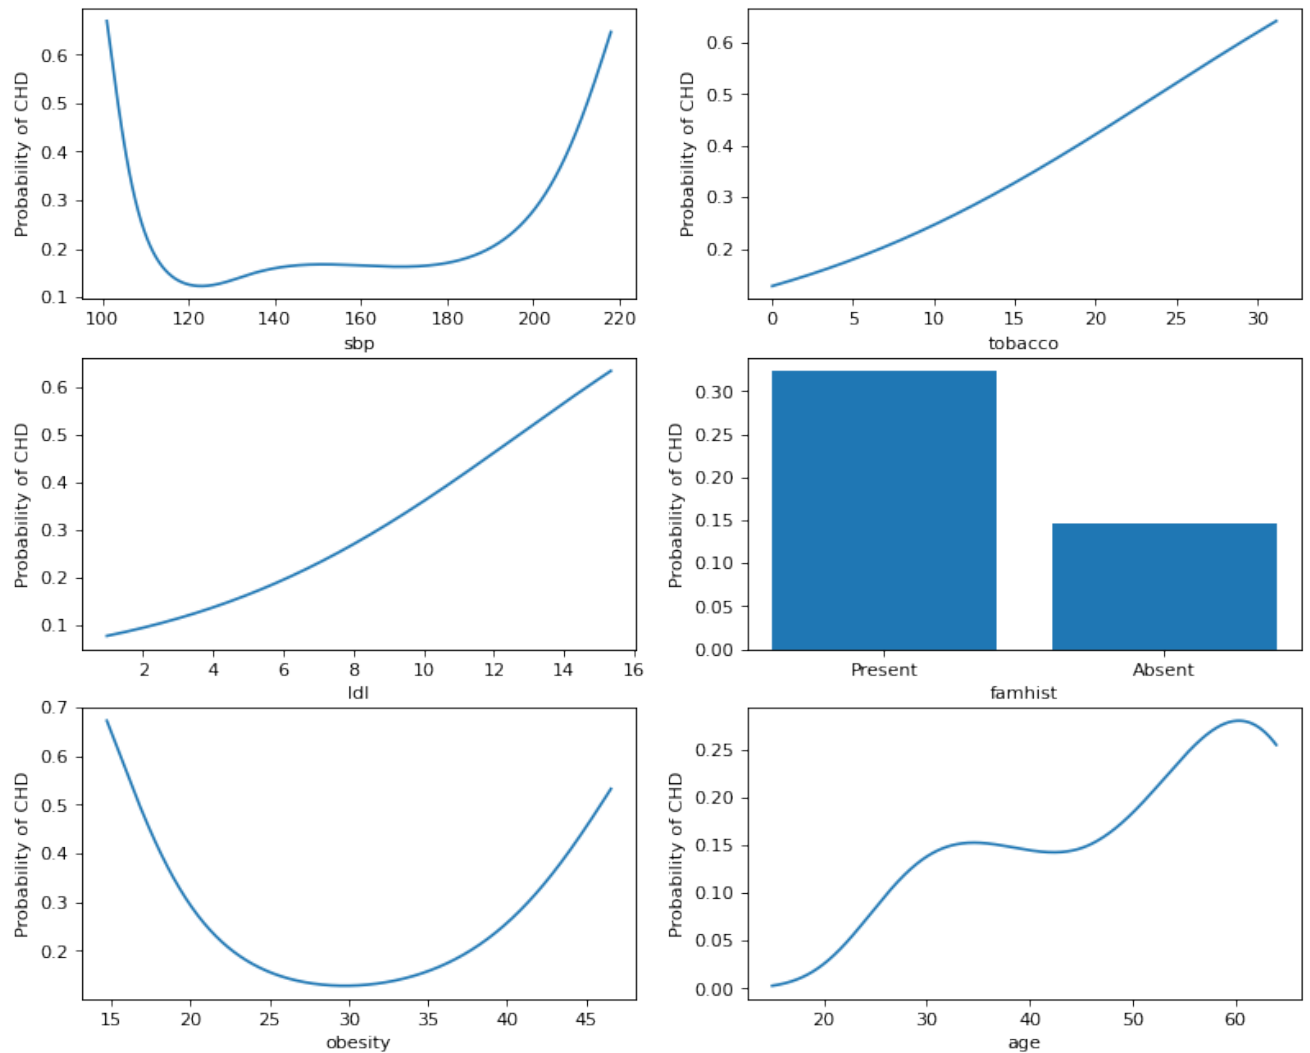 Probability of CHD
0.6
0.5
0.4
0.3
0.2
0.1
100 120 140 160 180 200 220
sbp
Probability of CHD
0.6
0.5
0.4
0.3
0.2
0 5 10 15 20 25 30
tobacco
Probability of CHD
0.6
0.5
0.4
0.3
0.2
0.1
2 4 6 8 10 12 14 16
ldl
Probability of CHD
0.30
0.25
0.20
0.15
0.10
0.05
0.00
Present Absent
famhist
Probability of CHD
0.7
0.6
0.5
0.4
0.3
0.2
15 20 25 30 35 40 45
obesity
Probability of CHD
0.25
0.20
0.15
0.10
0.05
0.00
20 30 40 50 60
age